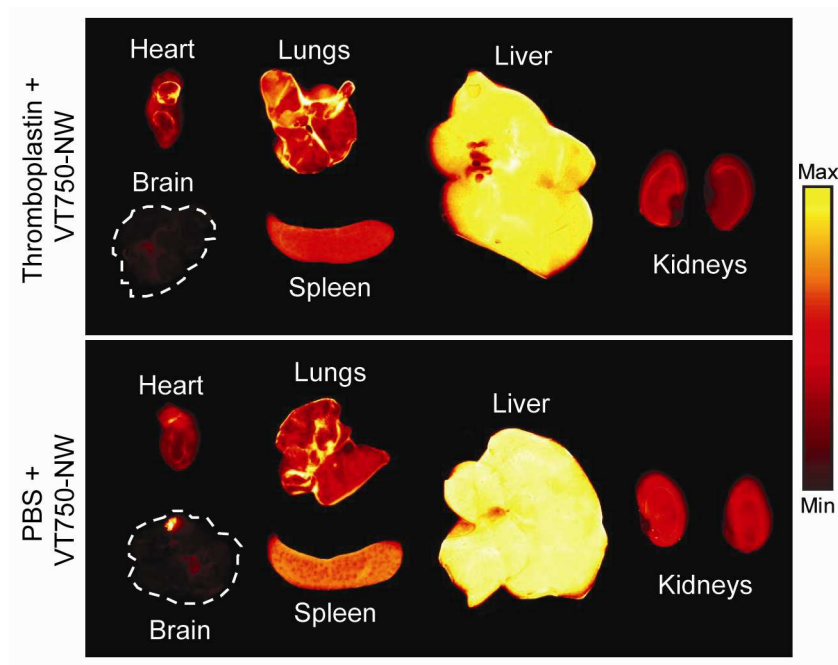 Thromboplastin +
VT750-NW
Heart
Lungs
Liver
Brain
Spleen
Kidneys
Max
Min
PBS +
VT750-NW
Heart
Lungs
Liver
Brain
Spleen
Kidneys